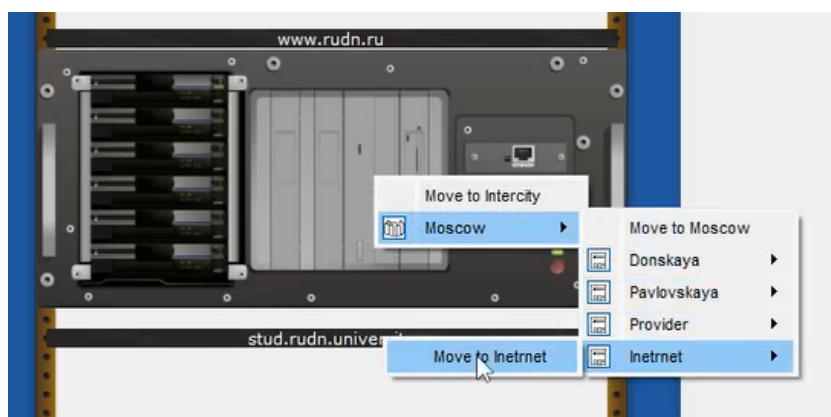 www.rudn.ru
Move to Intercity
Moscow
Move to Moscow
Donskaya
Pavlovskaya
Provider
Inetrnet
stud.rudn.universit
Move to Inetrnet